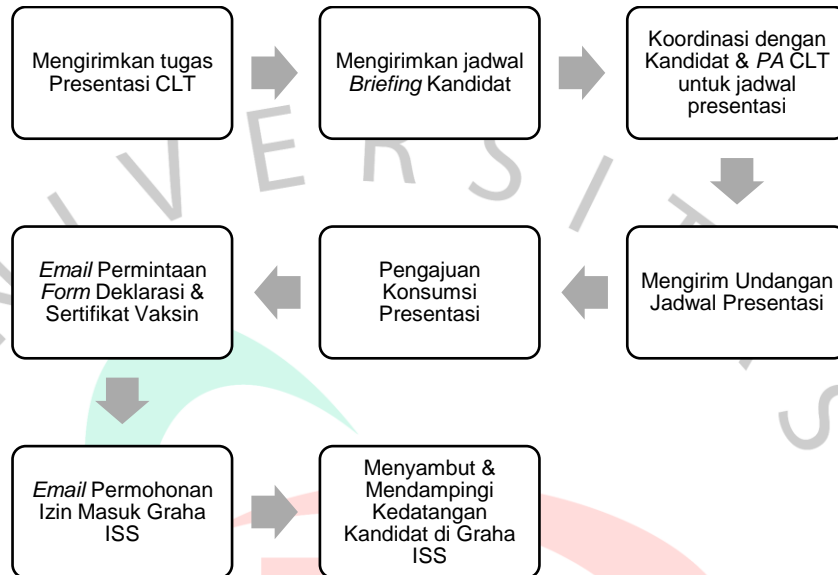 Mengirimkan tugas
Presentasi CLT
Mengirimkan jadwal
Briefing Kandidat
Koordinasi dengan
Kandidat & PA CLT
untuk jadwal
presentasi
Mengirim Undangan
Jadwal Presentasi
Pengajuan
Konsumsi
Presentasi
Email Permintaan
Form Deklarasi &
Sertifikat Vaksin
Email Permohonan
Izin Masuk Graha
ISS
Menyambut &
Mendampingi
Kedatangan
Kandidat di Graha
ISS